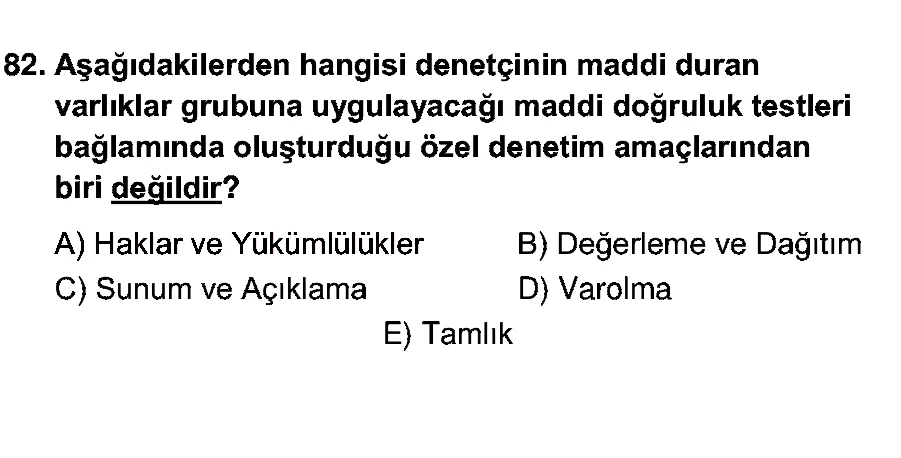 82. Aşağıdakilerden hangisi denetçinin maddi duran
varlıklar grubuna uygulayacağı maddi doğruluk testleri
bağlamında oluşturduğu özel denetim amaçlarından
biri değildir?
A) Haklar ve Yükümlülükler B) Değerleme ve Dağıtım
C) Sunum ve Açıklama D) Varolma
E) Tamlık